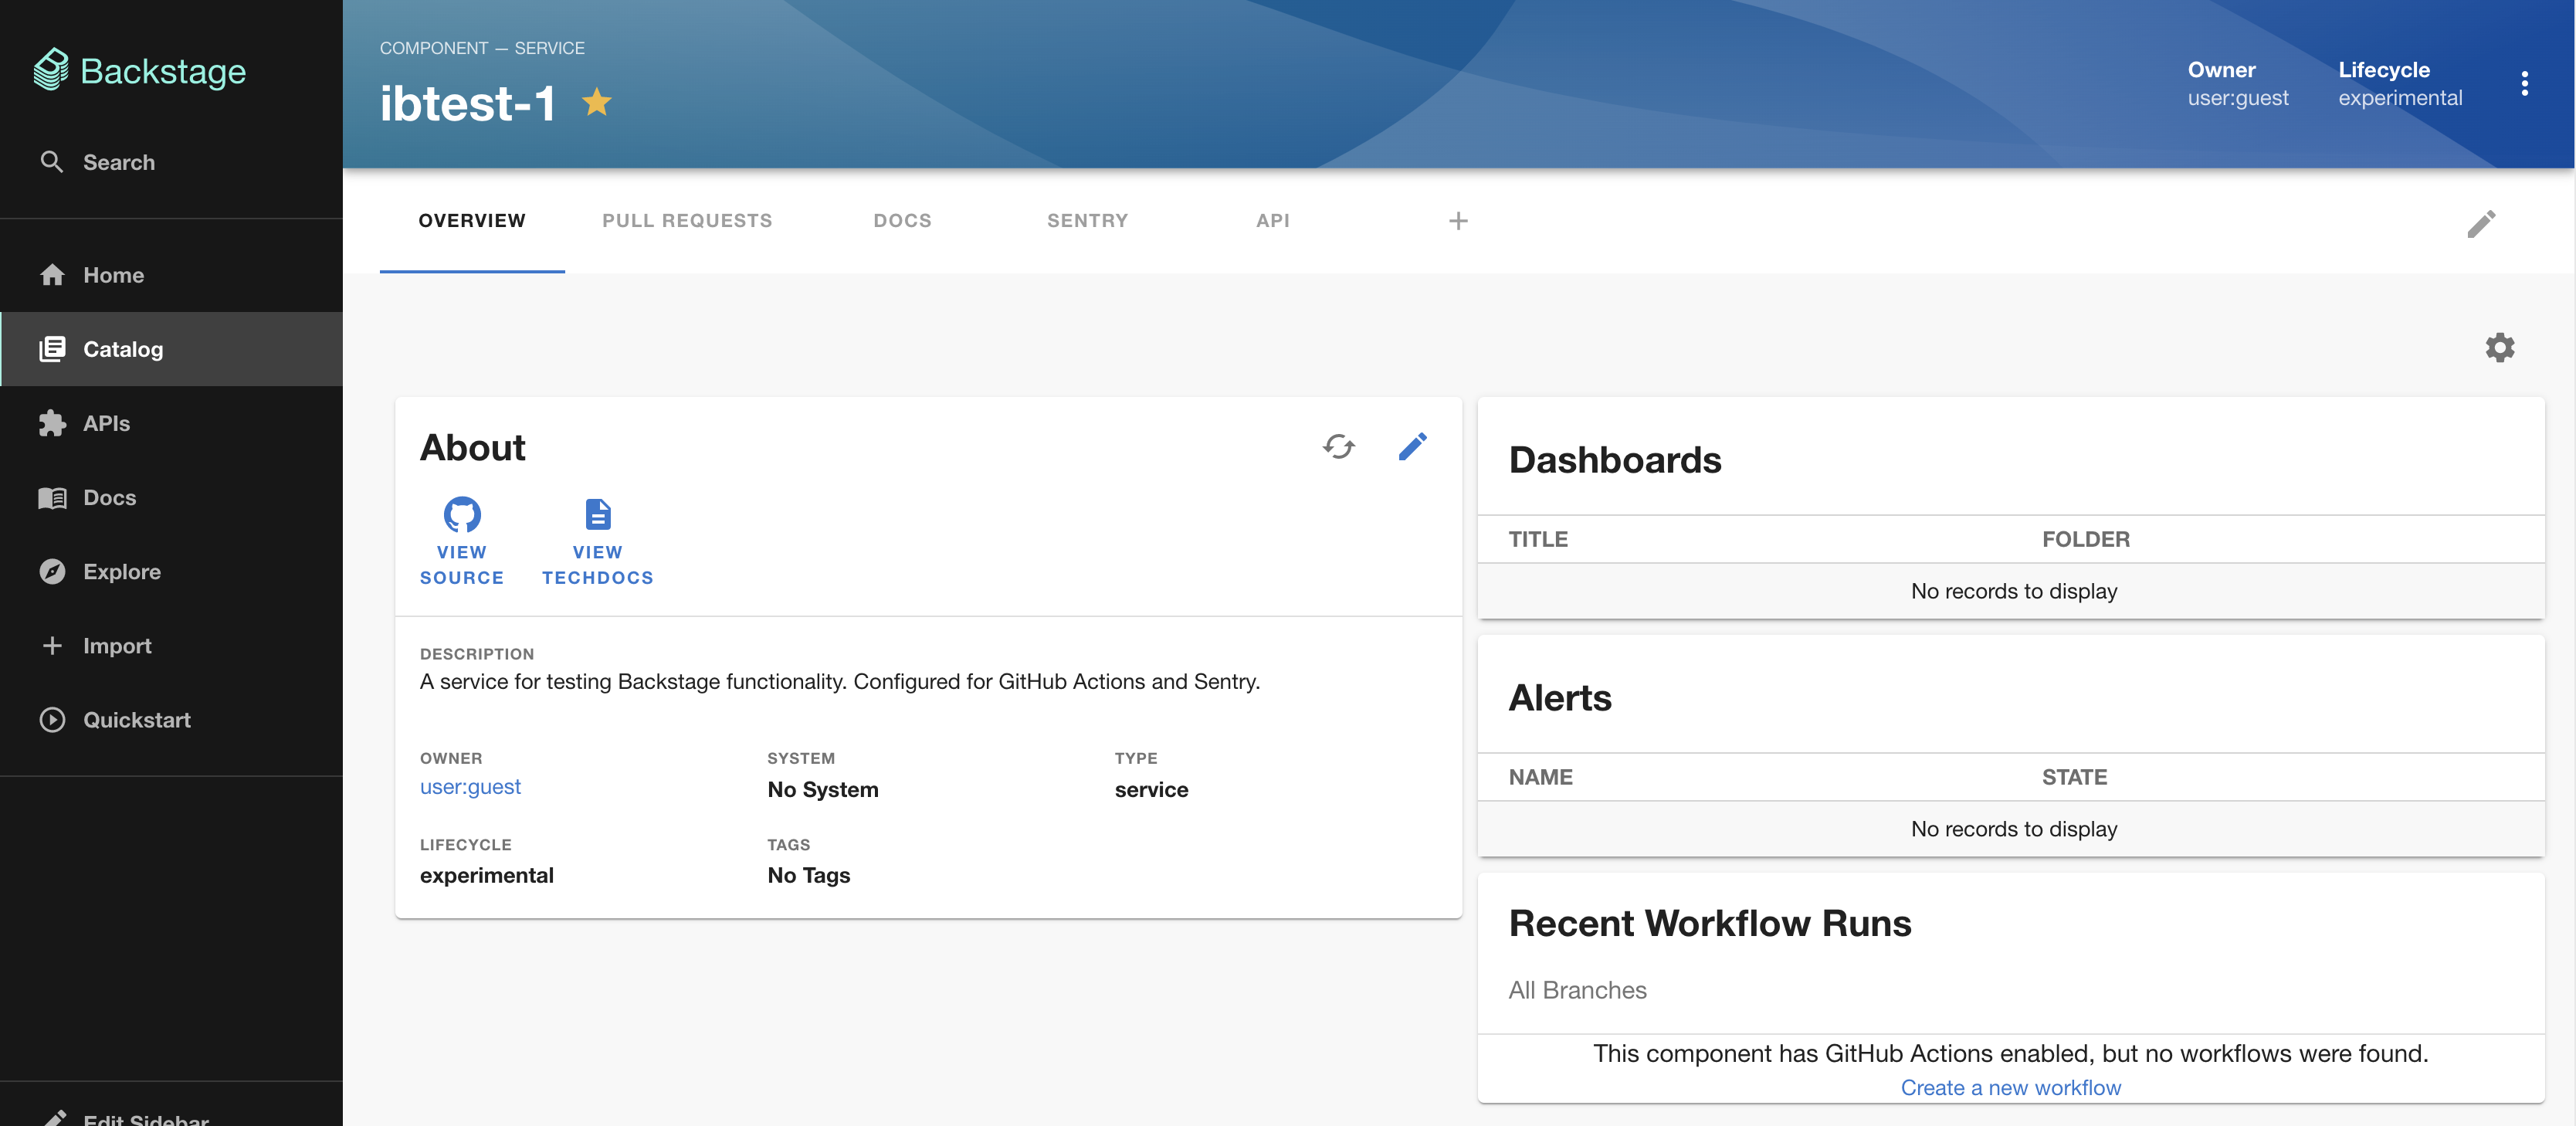 Backstage
Search
Home
Catalog
APIs
Docs
Explore
Import
Quickstart
Edit Sidebar
COMPONENT — SERVICE
ibtest-1
Owner
user:guest
Lifecycle
experimental
OVERVIEW
PULL REQUESTS
DOCS
SENTRY
API
About
VIEW
SOURCE
VIEW
TECHDOCS
DESCRIPTION
A service for testing Backstage functionality. Configured for GitHub Actions and Sentry.
OWNER
user:guest
SYSTEM
No System
TYPE
service
LIFECYCLE
experimental
TAGS
No Tags
Dashboards
TITLE FOLDER
No records to display
Alerts
NAME STATE
No records to display
Recent Workflow Runs
All Branches
This component has GitHub Actions enabled, but no workflows were found.
Create a new workflow